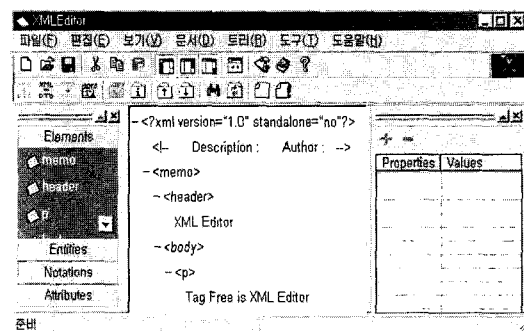 XMLEditor
파일(F) 편집(E) 보기(V) 문서(D) 트리(R) 도구(T) 도움말(H)
Elements
memo
header
p
Entities
Notations
Attributes
- <?xml version="1.0" standalone="no"?>
<!-- Description : Author : -->
- <memo>
- <header>
XML Editor
- <body>
- <p>
Tag Free is XML Editor
Properties Values
준비